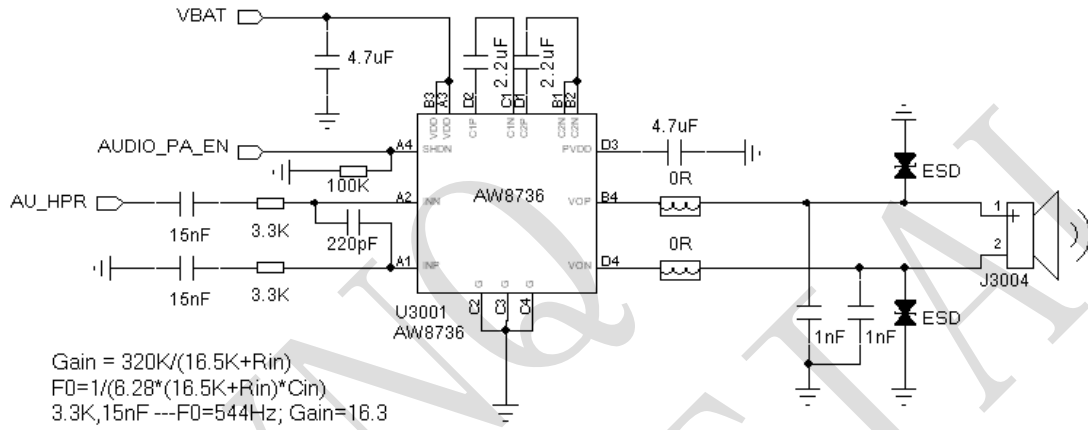 VBAT
4.7uF
2.2uF
2.2uF
B3
A3
D2
C1
D1
B1
B2
VDD
VDD
C1P
C1N
C2P
C2N
C2N
AUDIO_PA_EN
A4
SHDN
PVDD
D3
4.7uF
100K
0R
ESD
AU_HPR
A2
INN
AW8736
VOP
B4
15nF
3.3K
220pF
0R
1
+
2
A1
INP
VON
D4
J3004
15nF
3.3K
G
G
G
C2
C3
C4
U3001
AW8736
1nF
1nF
ESD
Gain = 320K/(16.5K+Rin)
F0=1/(6.28*(16.5K+Rin)*Cin)
3.3K,15nF ---F0=544Hz; Gain=16.3